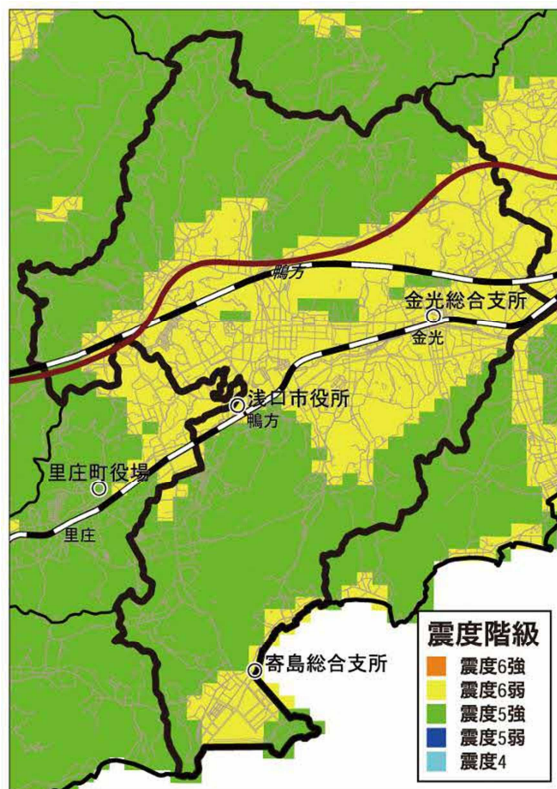 鴨方
金光総合支所
金光
浅口市役所
鴨方
里庄町役場
里庄
寄島総合支所
震度階級
震度6強
震度6弱
震度5強
震度5弱
震度4